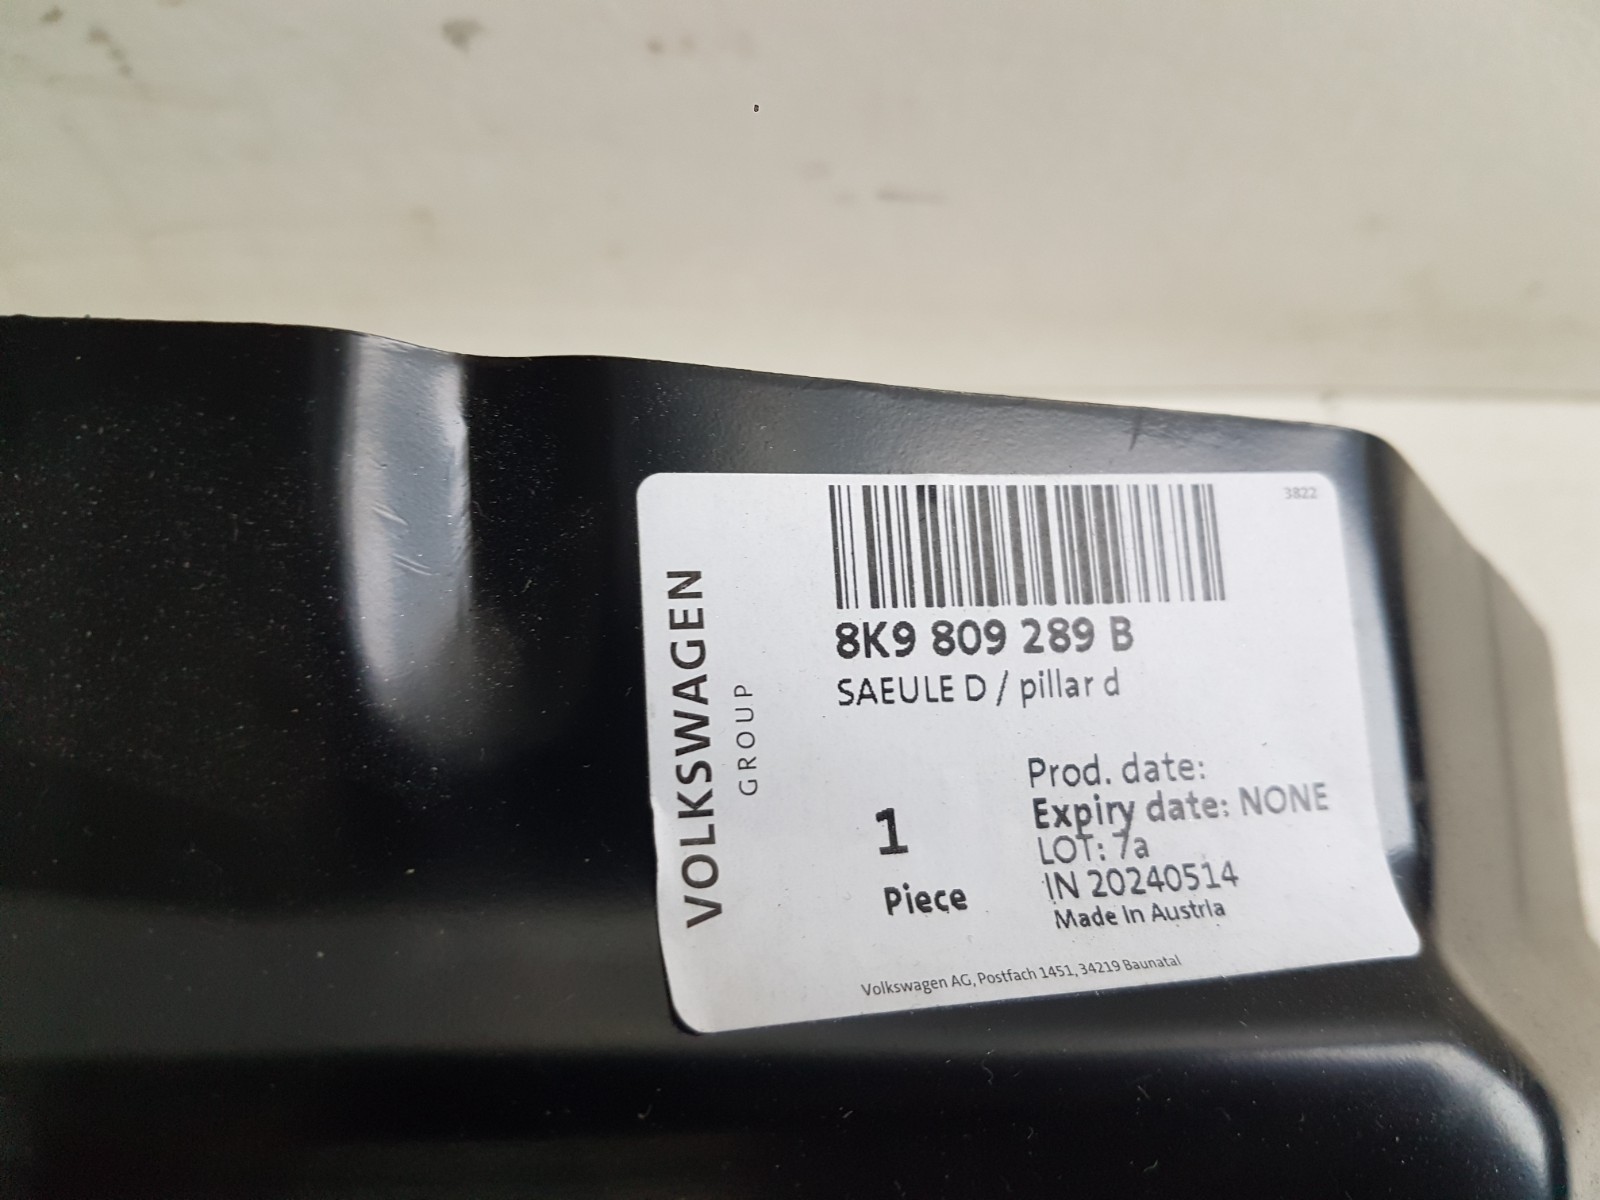 3822
8K9 809 289 B
SAEULE D / pillar d
VOLKSWAGEN
GROUP
1
Piece
Prod. date:
Expiry date: NONE
LOT: 7a
IN 20240514
Made In Austria
Volkswagen AG, Postfach 1451, 34219 Baunatal